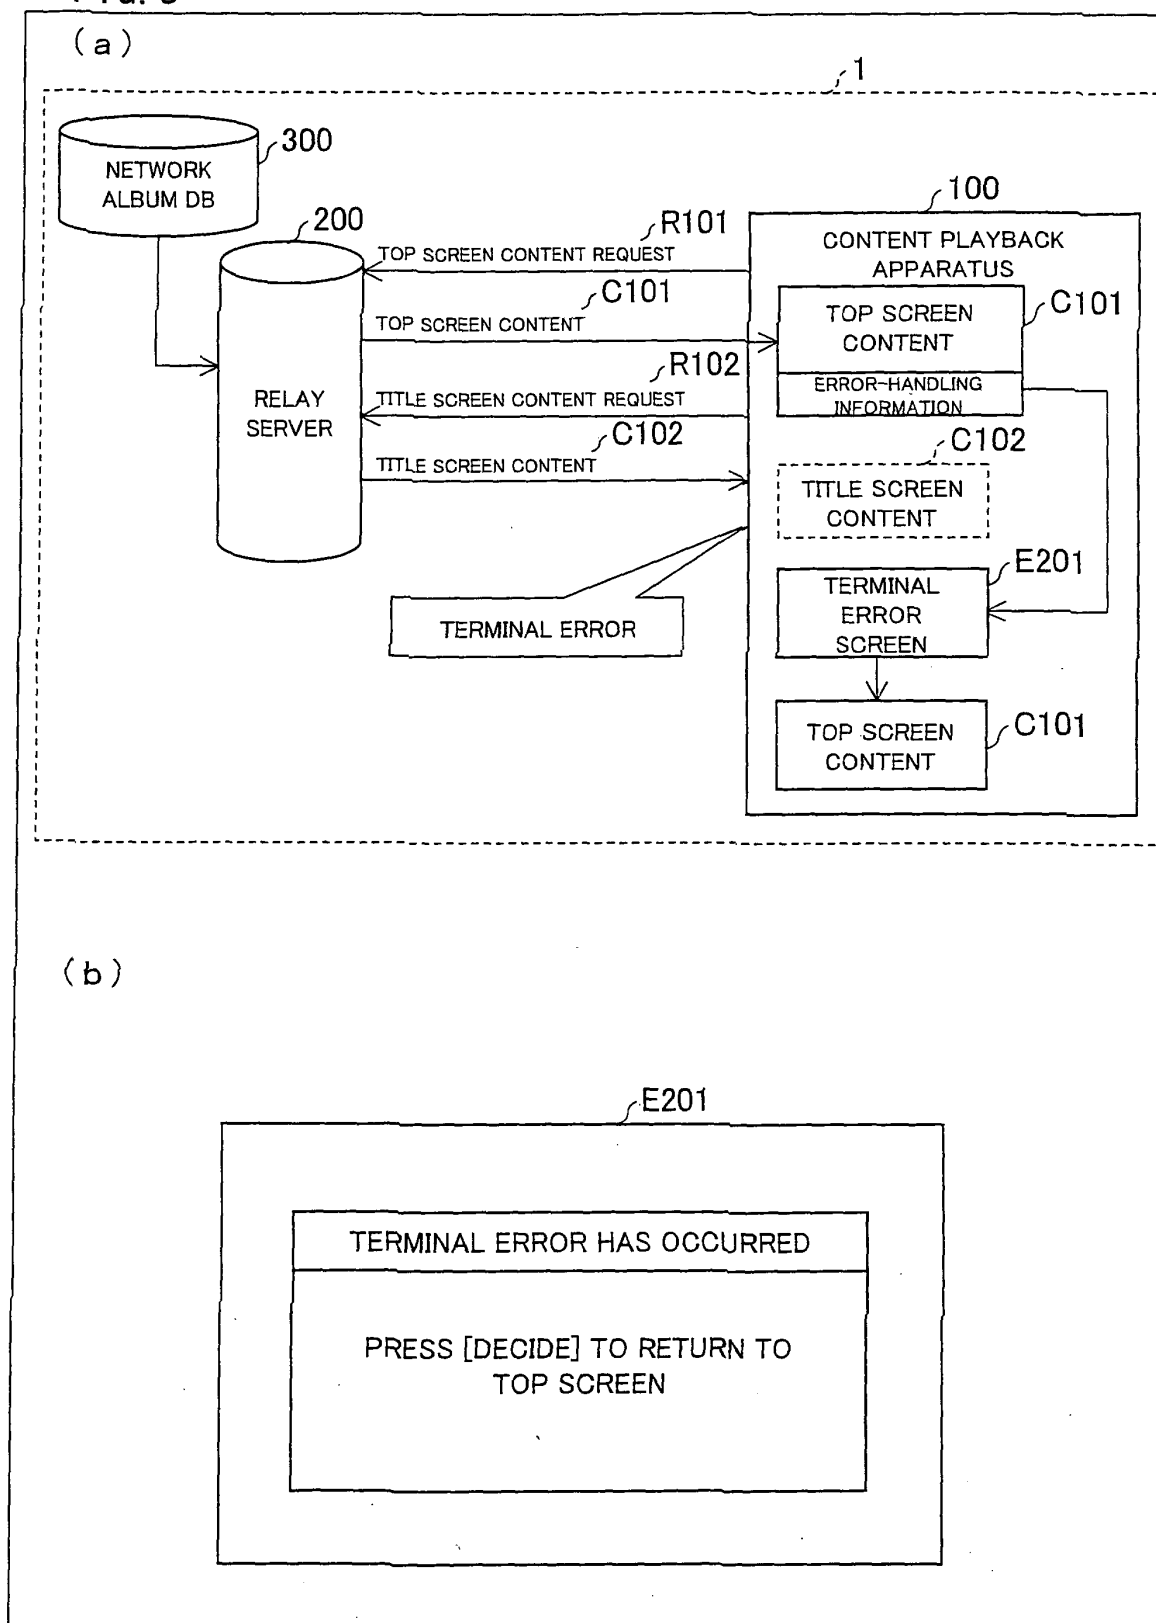 (a)
1
300
NETWORK
ALBUM DB
200
RELAY
SERVER
R101
TOP SCREEN CONTENT REQUEST
C101
TOP SCREEN CONTENT
R102
TITLE SCREEN CONTENT REQUEST
C102
TITLE SCREEN CONTENT
TERMINAL ERROR
100
CONTENT PLAYBACK
APPARATUS
TOP SCREEN
CONTENT
C101
ERROR-HANDLING
INFORMATION
C102
TITLE SCREEN
CONTENT
E201
TERMINAL
ERROR
SCREEN
TOP SCREEN
CONTENT
C101
(b)
E201
TERMINAL ERROR HAS OCCURRED
PRESS [DECIDE] TO RETURN TO
TOP SCREEN